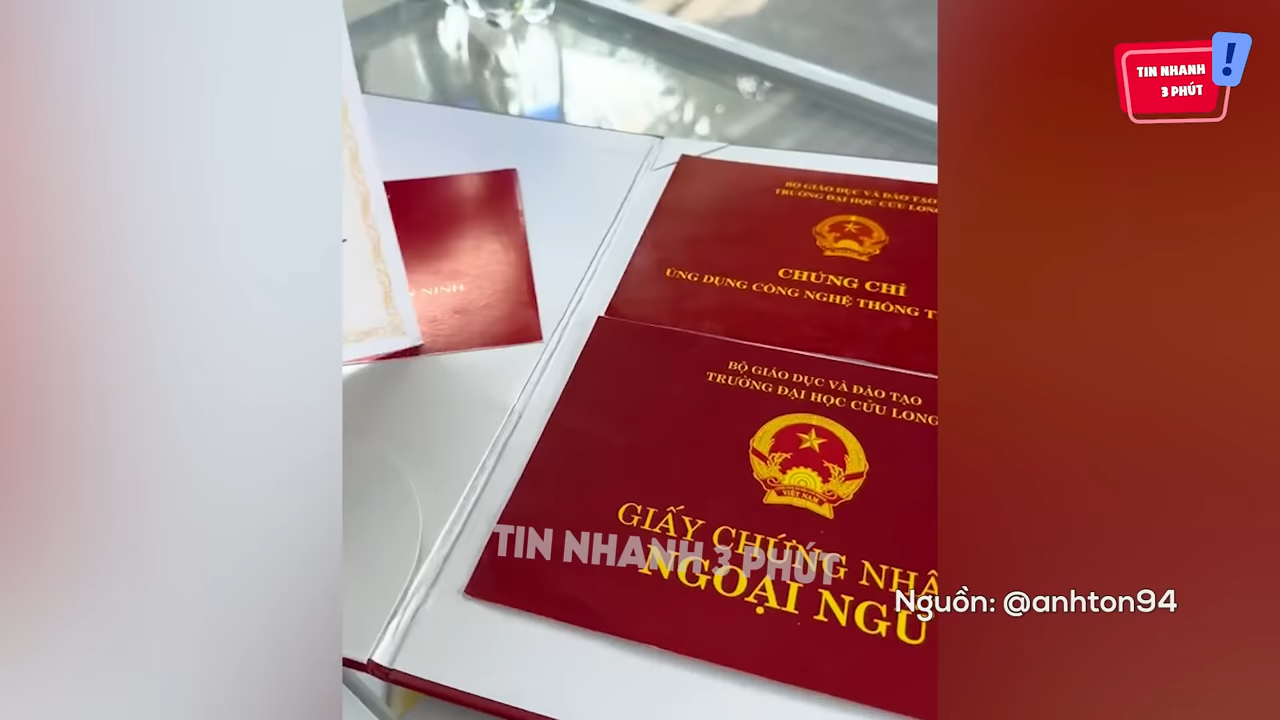 TIN NHANH
3 PHÚT
!
NINH
BỘ GIÁO DỤC VÀ ĐÀO TẠO
TRƯỜNG ĐẠI HỌC CỬU LONG
CHỨNG CHỈ
ỨNG DỤNG CÔNG NGHỆ THÔNG T
BỘ GIÁO DỤC VÀ ĐÀO TẠO
TRƯỜNG ĐẠI HỌC CỬU LONG
VIỆT NAM
GIẤY CHỨNG NHẬ
NGOẠI NGỮ
TIN NHANH 3 PHÚT
Nguồn: @anhton94